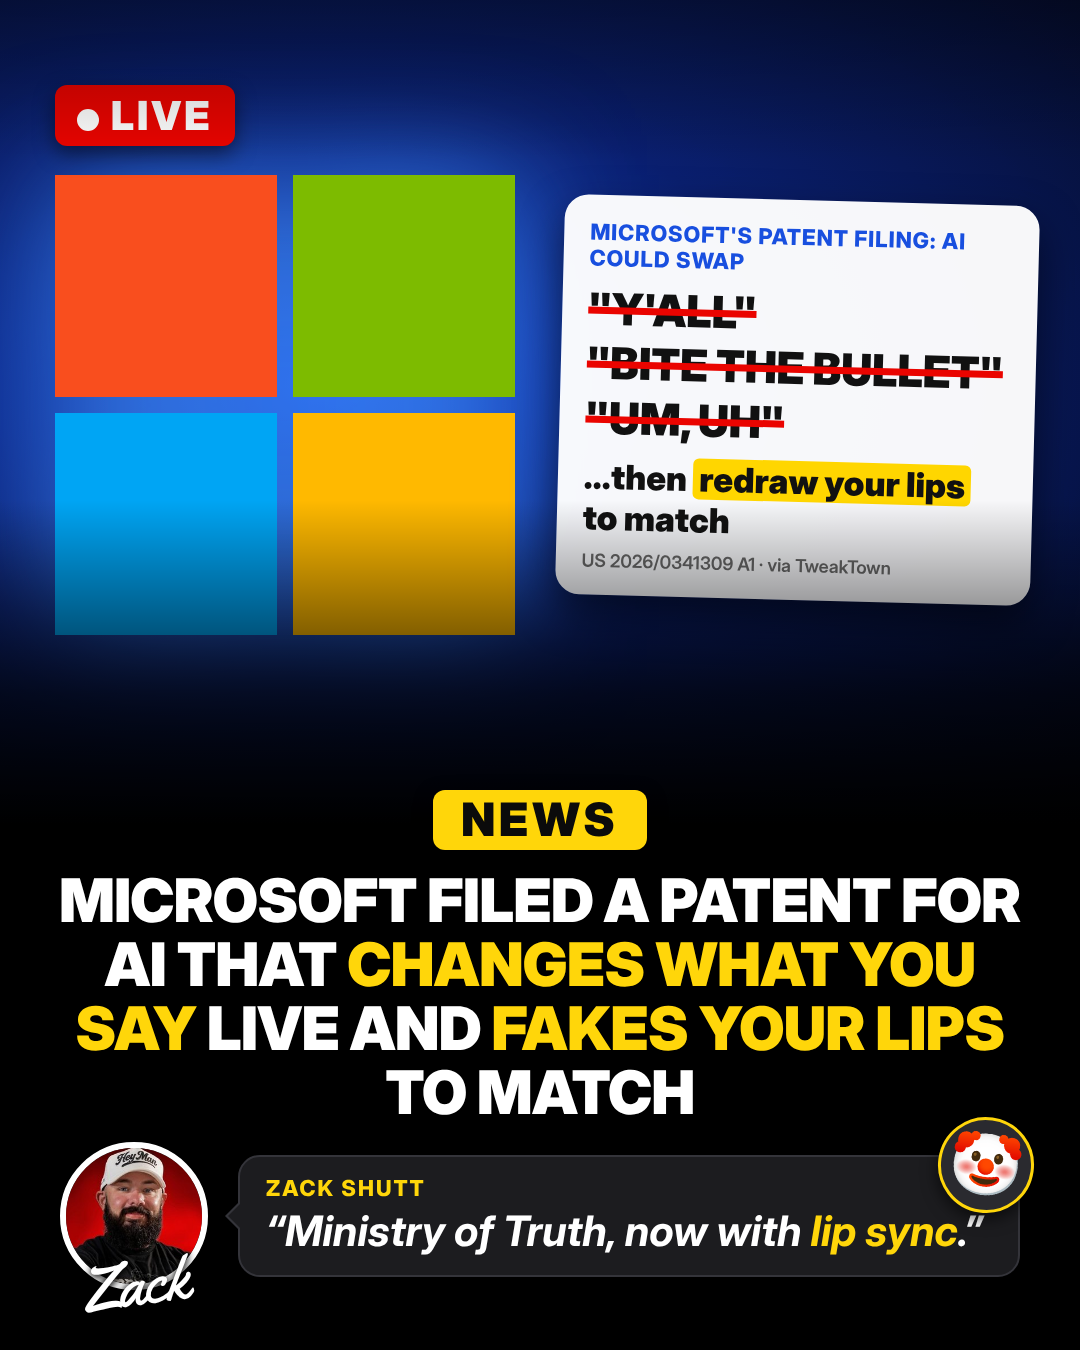 LIVE
MICROSOFT'S PATENT FILING: AI
COULD SWAP
"Y'ALL"
"BITE THE BULLET"
"UM, UH"
...then redraw your lips
to match
US 2026/0341309 A1 · via TweakTown
NEWS
MICROSOFT FILED A PATENT FOR
AI THAT CHANGES WHAT YOU
SAY LIVE AND FAKES YOUR LIPS
TO MATCH
Hey Man
ZACK SHUTT
“Ministry of Truth, now with lip sync.”
Zack